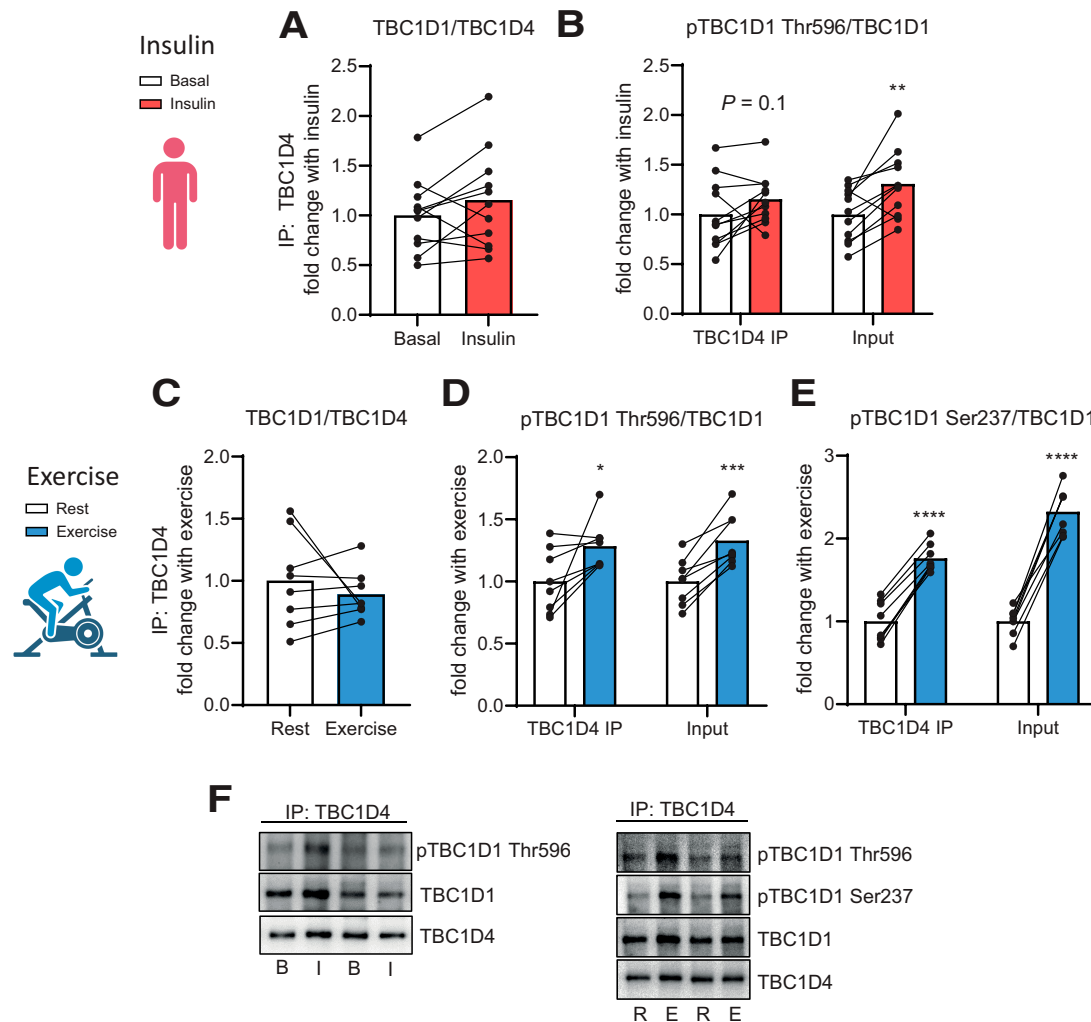 A
TBC1D1/TBC1D4
B
pTBC1D1 Thr596/TBC1D1
Insulin
Basal
Insulin
IP: TBC1D4
fold change with insulin
2.5
2.0
1.5
1.0
0.5
0.0
Basal
Insulin
fold change with insulin
2.5
2.0
1.5
1.0
0.5
0.0
P = 0.1
**
TBC1D4 IP
Input
C
TBC1D1/TBC1D4
D
pTBC1D1 Thr596/TBC1D1
E
pTBC1D1 Ser237/TBC1D1
Exercise
Rest
Exercise
IP: TBC1D4
fold change with exercise
2.0
1.5
1.0
0.5
0.0
Rest
Exercise
fold change with exercise
2.0
1.5
1.0
0.5
0.0
*
***
TBC1D4 IP
Input
fold change with exercise
3
2
1
0
****
****
TBC1D4 IP
Input
F
IP: TBC1D4
pTBC1D1 Thr596
TBC1D1
TBC1D4
B I B I
IP: TBC1D4
pTBC1D1 Thr596
pTBC1D1 Ser237
TBC1D1
TBC1D4
R E R E